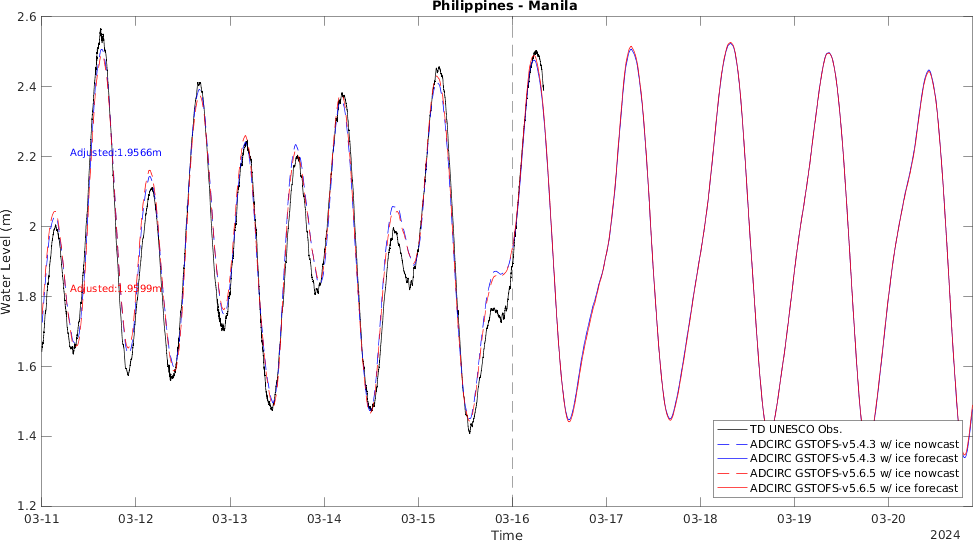 Philippines - Manila
2.6
2.4
2.2
2
1.8
1.6
1.4
1.2
Water Level (m)
Adjusted:1.9566m
Adjusted:1.9599m
TD UNESCO Obs.
ADCIRC GSTOFS-v5.4.3 w/ ice nowcast
ADCIRC GSTOFS-v5.4.3 w/ ice forecast
ADCIRC GSTOFS-v5.6.5 w/ ice nowcast
ADCIRC GSTOFS-v5.6.5 w/ ice forecast
03-11 03-12 03-13 03-14 03-15 03-16 03-17 03-18 03-19 03-20
Time
2024